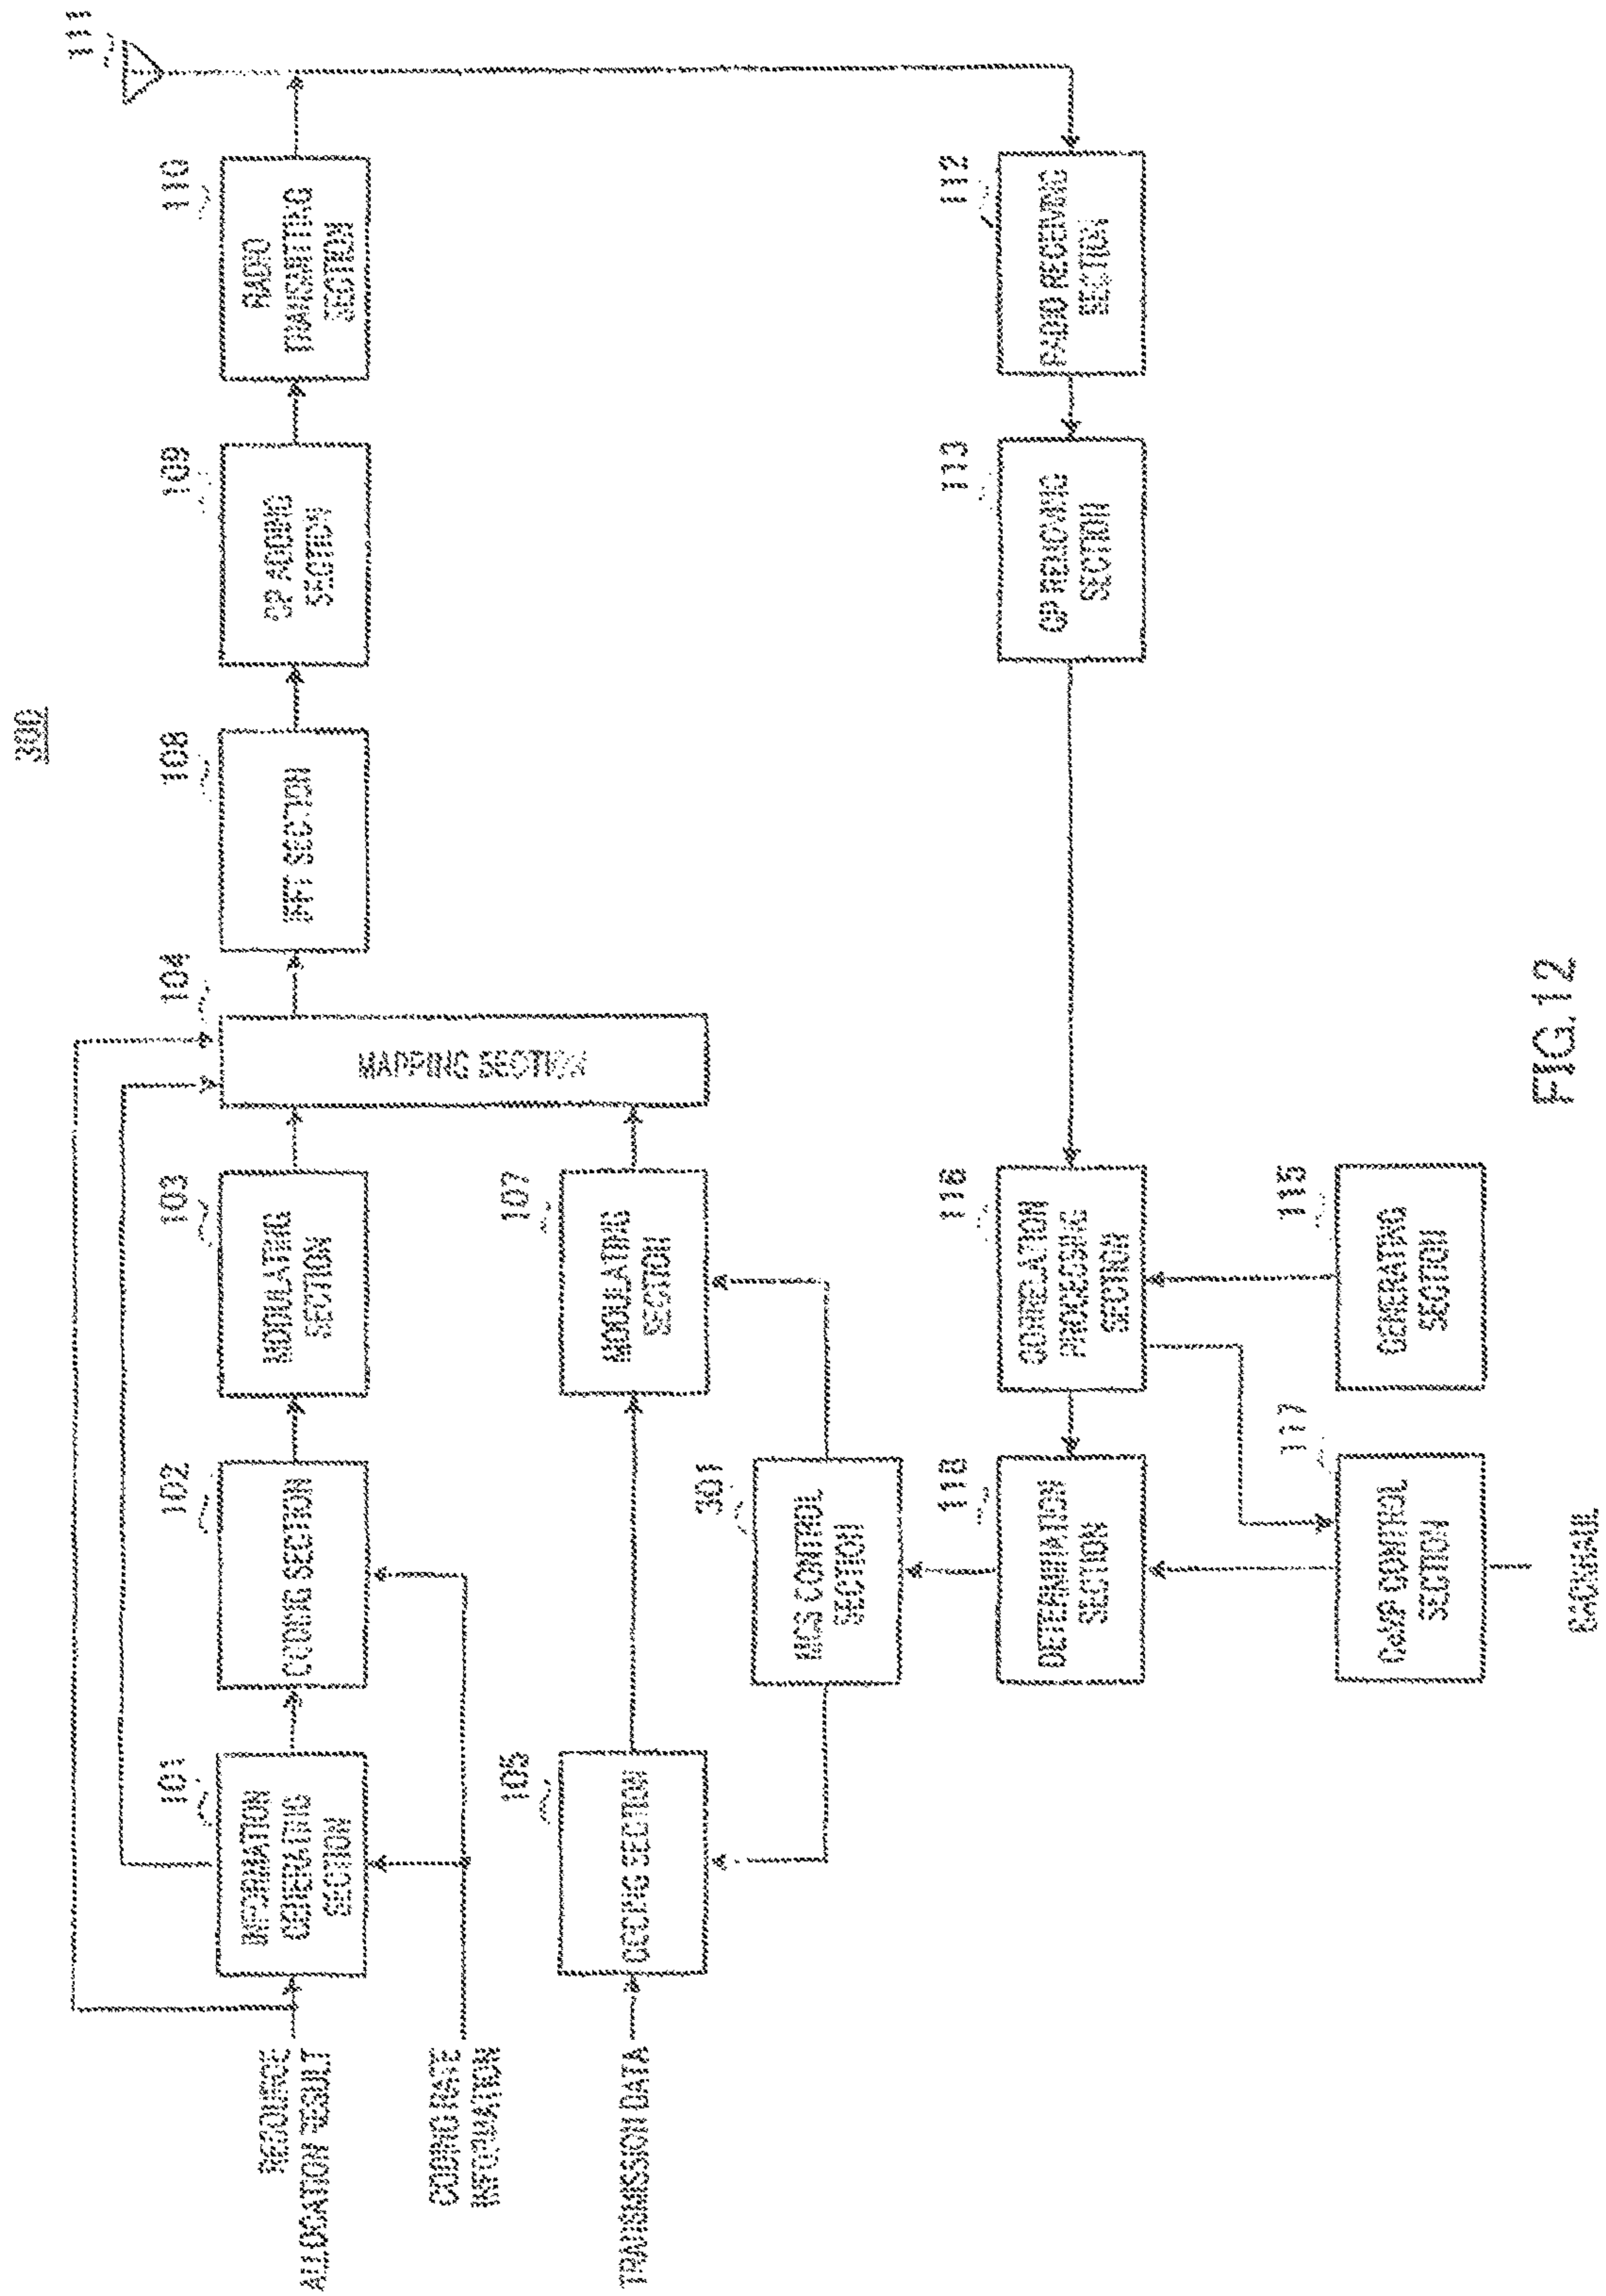 300
111
RESOURCE
ALLOCATION RESULT
101
INFORMATION
GENERATING
SECTION
102
CODING SECTION
103
MODULATING
SECTION
104
MAPPING SECTION
108
IFFT SECTION
109
CP ADDING
SECTION
110
RADIO
TRANSMITTING
SECTION
CODING RATE
INFORMATION
TRANSMISSION DATA
105
CODING SECTION
107
MODULATING
SECTION
301
MCS CONTROL
SECTION
118
DETERMINATION
SECTION
116
CORRELATION
PROCESSING
SECTION
113
CP REMOVING
SECTION
112
RADIO RECEIVING
SECTION
117
CoMP CONTROL
SECTION
115
GENERATING
SECTION
BACKHAUL
FIG.12